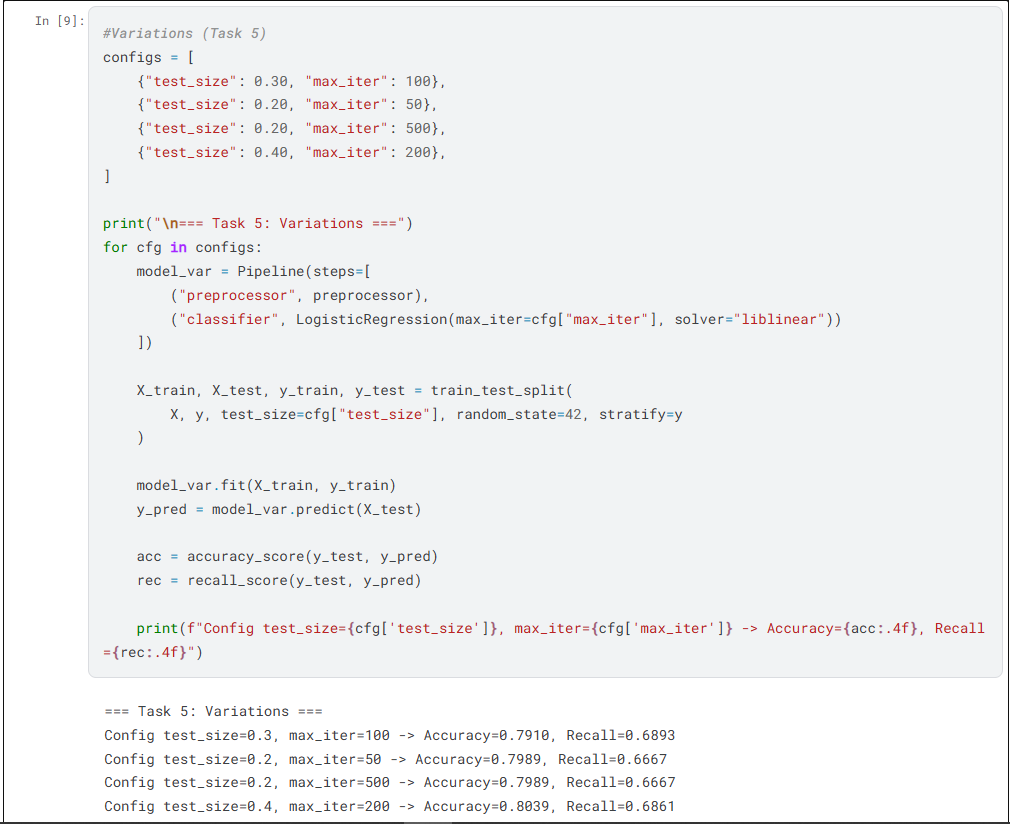 In [9]:
#Variations (Task 5)
configs = [
    {"test_size": 0.30, "max_iter": 100},
    {"test_size": 0.20, "max_iter": 50},
    {"test_size": 0.20, "max_iter": 500},
    {"test_size": 0.40, "max_iter": 200},
]

print("\n=== Task 5: Variations ===")
for cfg in configs:
    model_var = Pipeline(steps=[
        ("preprocessor", preprocessor),
        ("classifier", LogisticRegression(max_iter=cfg["max_iter"], solver="liblinear"))
    ])

    X_train, X_test, y_train, y_test = train_test_split(
        X, y, test_size=cfg["test_size"], random_state=42, stratify=y
    )

    model_var.fit(X_train, y_train)
    y_pred = model_var.predict(X_test)

    acc = accuracy_score(y_test, y_pred)
    rec = recall_score(y_test, y_pred)

    print(f"Config test_size={cfg['test_size']}, max_iter={cfg['max_iter']} -> Accuracy={acc:.4f}, Recall
={rec:.4f}")

=== Task 5: Variations ===
Config test_size=0.3, max_iter=100 -> Accuracy=0.7910, Recall=0.6893
Config test_size=0.2, max_iter=50 -> Accuracy=0.7989, Recall=0.6667
Config test_size=0.2, max_iter=500 -> Accuracy=0.7989, Recall=0.6667
Config test_size=0.4, max_iter=200 -> Accuracy=0.8039, Recall=0.6861